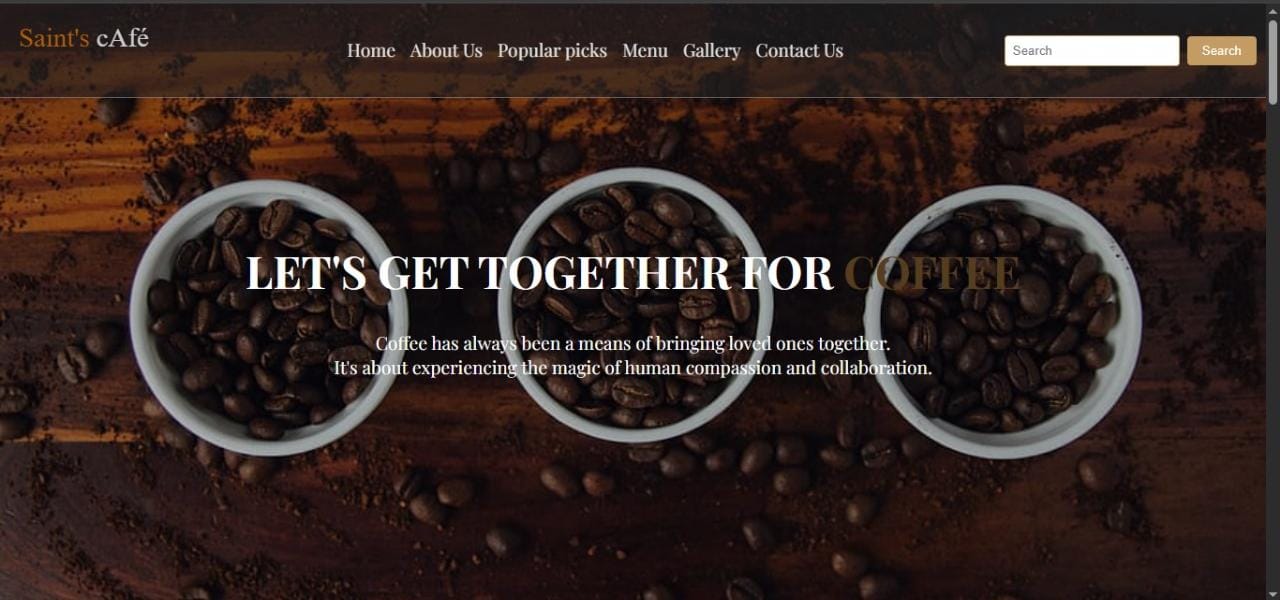 Saint's cAfé
Home About Us Popular picks Menu Gallery Contact Us
Search Search
LET'S GET TOGETHER FOR COFFEE
Coffee has always been a means of bringing loved ones together.
It's about experiencing the magic of human compassion and collaboration.